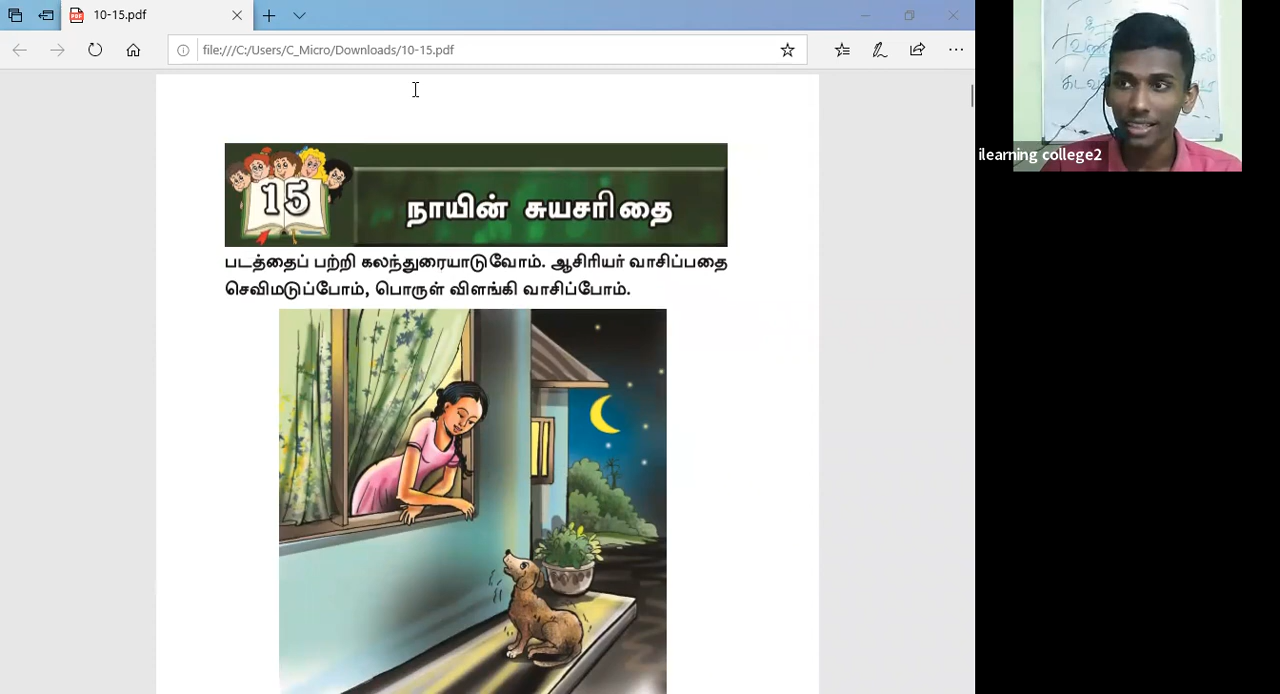 10-15.pdf
file:///C:/Users/C_Micro/Downloads/10-15.pdf
ilearning college2
15
நாயின் சுயசரிதை
படத்தைப் பற்றி கலந்துரையாடுவோம். ஆசிரியர் வாசிப்பதை
செவிமடுப்போம், பொருள் விளங்கி வாசிப்போம்.